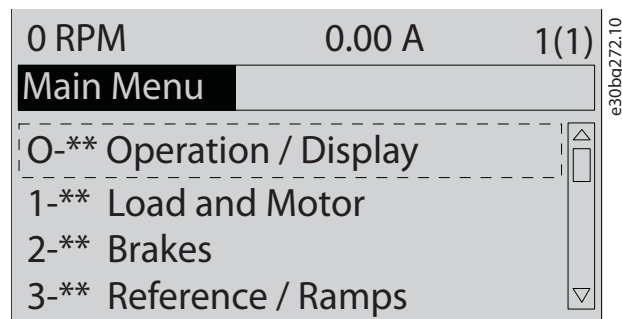 0 RPM 0.00 A 1(1)
Main Menu
O-** Operation / Display
1-** Load and Motor
2-** Brakes
3-** Reference / Ramps
e30bq272.10